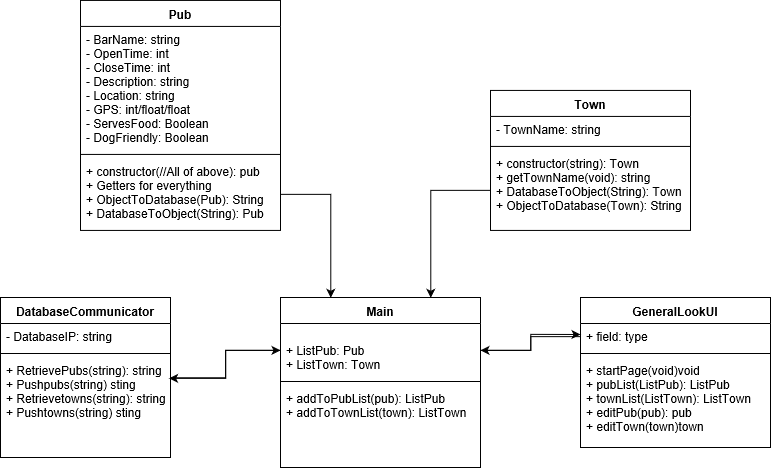 Pub
- BarName: string
- OpenTime: int
- CloseTime: int
- Description: string
- Location: string
- GPS: int/float/float
- ServesFood: Boolean
- DogFriendly: Boolean
+ constructor(//All of above): pub
+ Getters for everything
+ ObjectToDatabase(Pub): String
+ DatabaseToObject(String): Pub
Town
- TownName: string
+ constructor(string): Town
+ getTownName(void): string
+ DatabaseToObject(String): Town
+ ObjectToDatabase(Town): String
DatabaseCommunicator
- DatabaseIP: string
+ RetrievePubs(string): string
+ Pushpubs(string) sting
+ Retrievetowns(string): string
+ Pushtowns(string) sting
Main
+ ListPub: Pub
+ ListTown: Town
+ addToPubList(pub): ListPub
+ addToTownList(town): ListTown
GeneralLookUI
+ field: type
+ startPage(void)void
+ pubList(ListPub): ListPub
+ townList(ListTown): ListTown
+ editPub(pub): pub
+ editTown(town)town